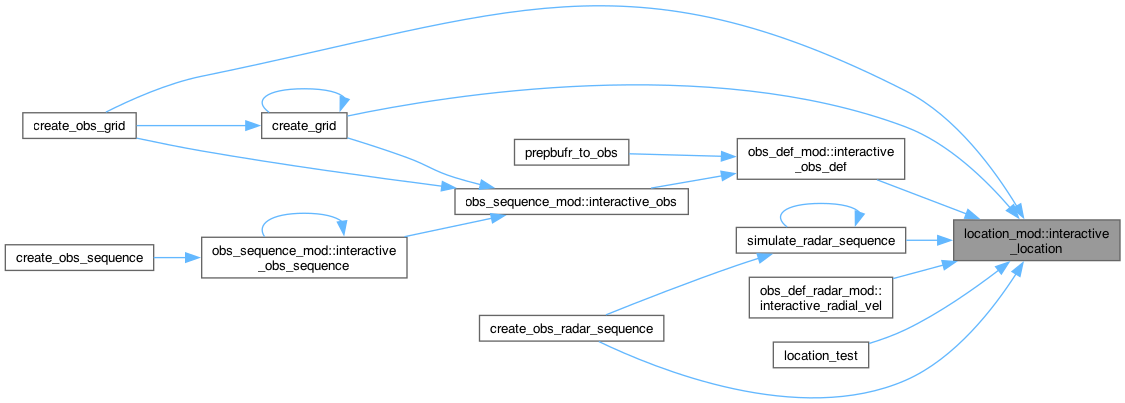 create_obs_grid
create_grid
prepbufr_to_obs
obs_def_mod::interactive
_obs_def
obs_sequence_mod::interactive_obs
create_obs_sequence
obs_sequence_mod::interactive
_obs_sequence
simulate_radar_sequence
location_mod::interactive
_location
obs_def_radar_mod::
interactive_radial_vel
create_obs_radar_sequence
location_test